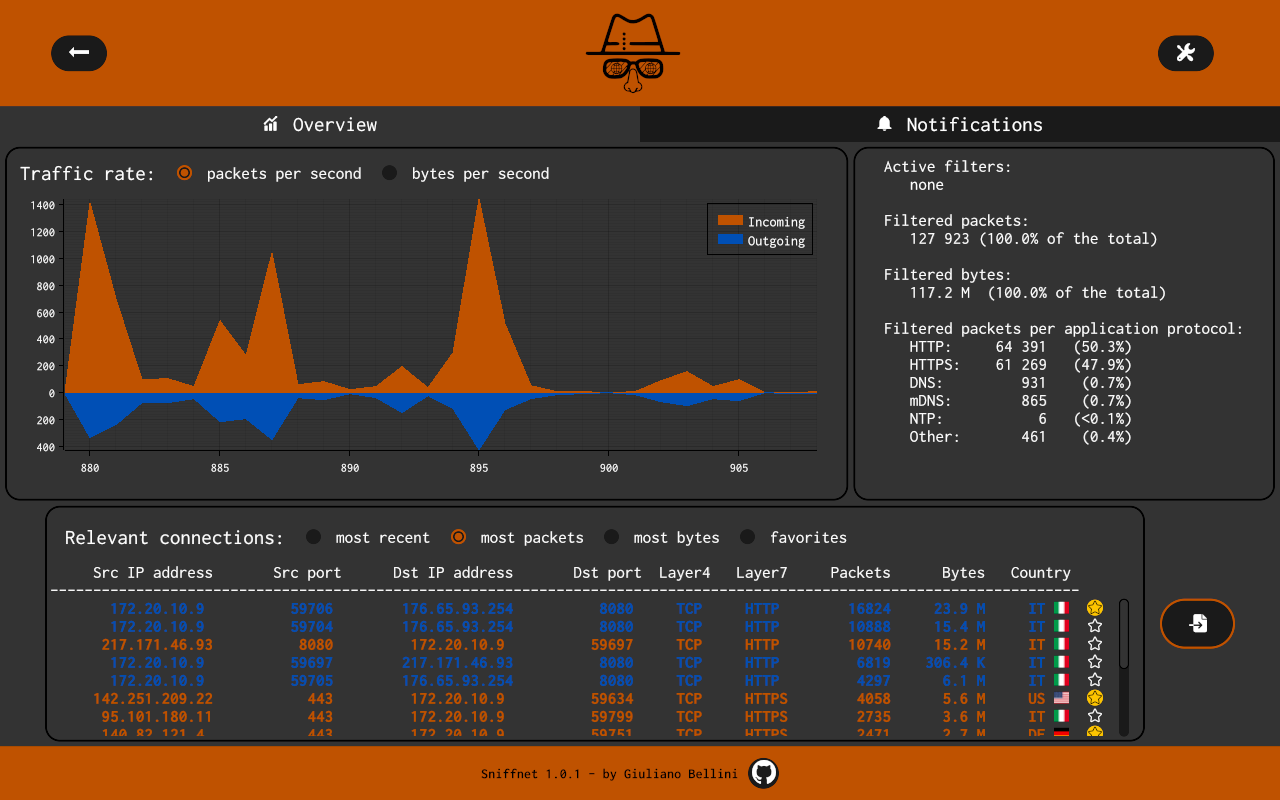 Overview Notifications
Traffic rate: packets per second bytes per second
1400
1200
1000
800
600
400
200
0
200
400
880 885 890 895 900 905
Incoming
Outgoing
Active filters:
none
Filtered packets:
127 923 (100.0% of the total)
Filtered bytes:
117.2 M (100.0% of the total)
Filtered packets per application protocol:
HTTP: 64 391 (50.3%)
HTTPS: 61 269 (47.9%)
DNS: 931 (0.7%)
mDNS: 865 (0.7%)
NTP: 6 (<0.1%)
Other: 461 (0.4%)
Relevant connections: most recent most packets most bytes favorites
Src IP address Src port Dst IP address Dst port Layer4 Layer7 Packets Bytes Country
172.20.10.9 59706 176.65.93.254 8080 TCP HTTP 16824 23.9 M IT
172.20.10.9 59704 176.65.93.254 8080 TCP HTTP 10888 15.4 M IT
217.171.46.93 8080 172.20.10.9 59697 TCP HTTP 10740 15.2 M IT
172.20.10.9 59697 217.171.46.93 8080 TCP HTTP 6819 306.4 K IT
172.20.10.9 59705 176.65.93.254 8080 TCP HTTP 4297 6.1 M IT
142.251.209.22 443 172.20.10.9 59634 TCP HTTPS 4058 5.6 M US
95.101.180.11 443 172.20.10.9 59799 TCP HTTPS 2735 3.6 M IT
140.82.121.4 443 172.20.10.9 59751 TCP HTTPS 2471 2.7 M DE
Sniffnet 1.0.1 - by Giuliano Bellini